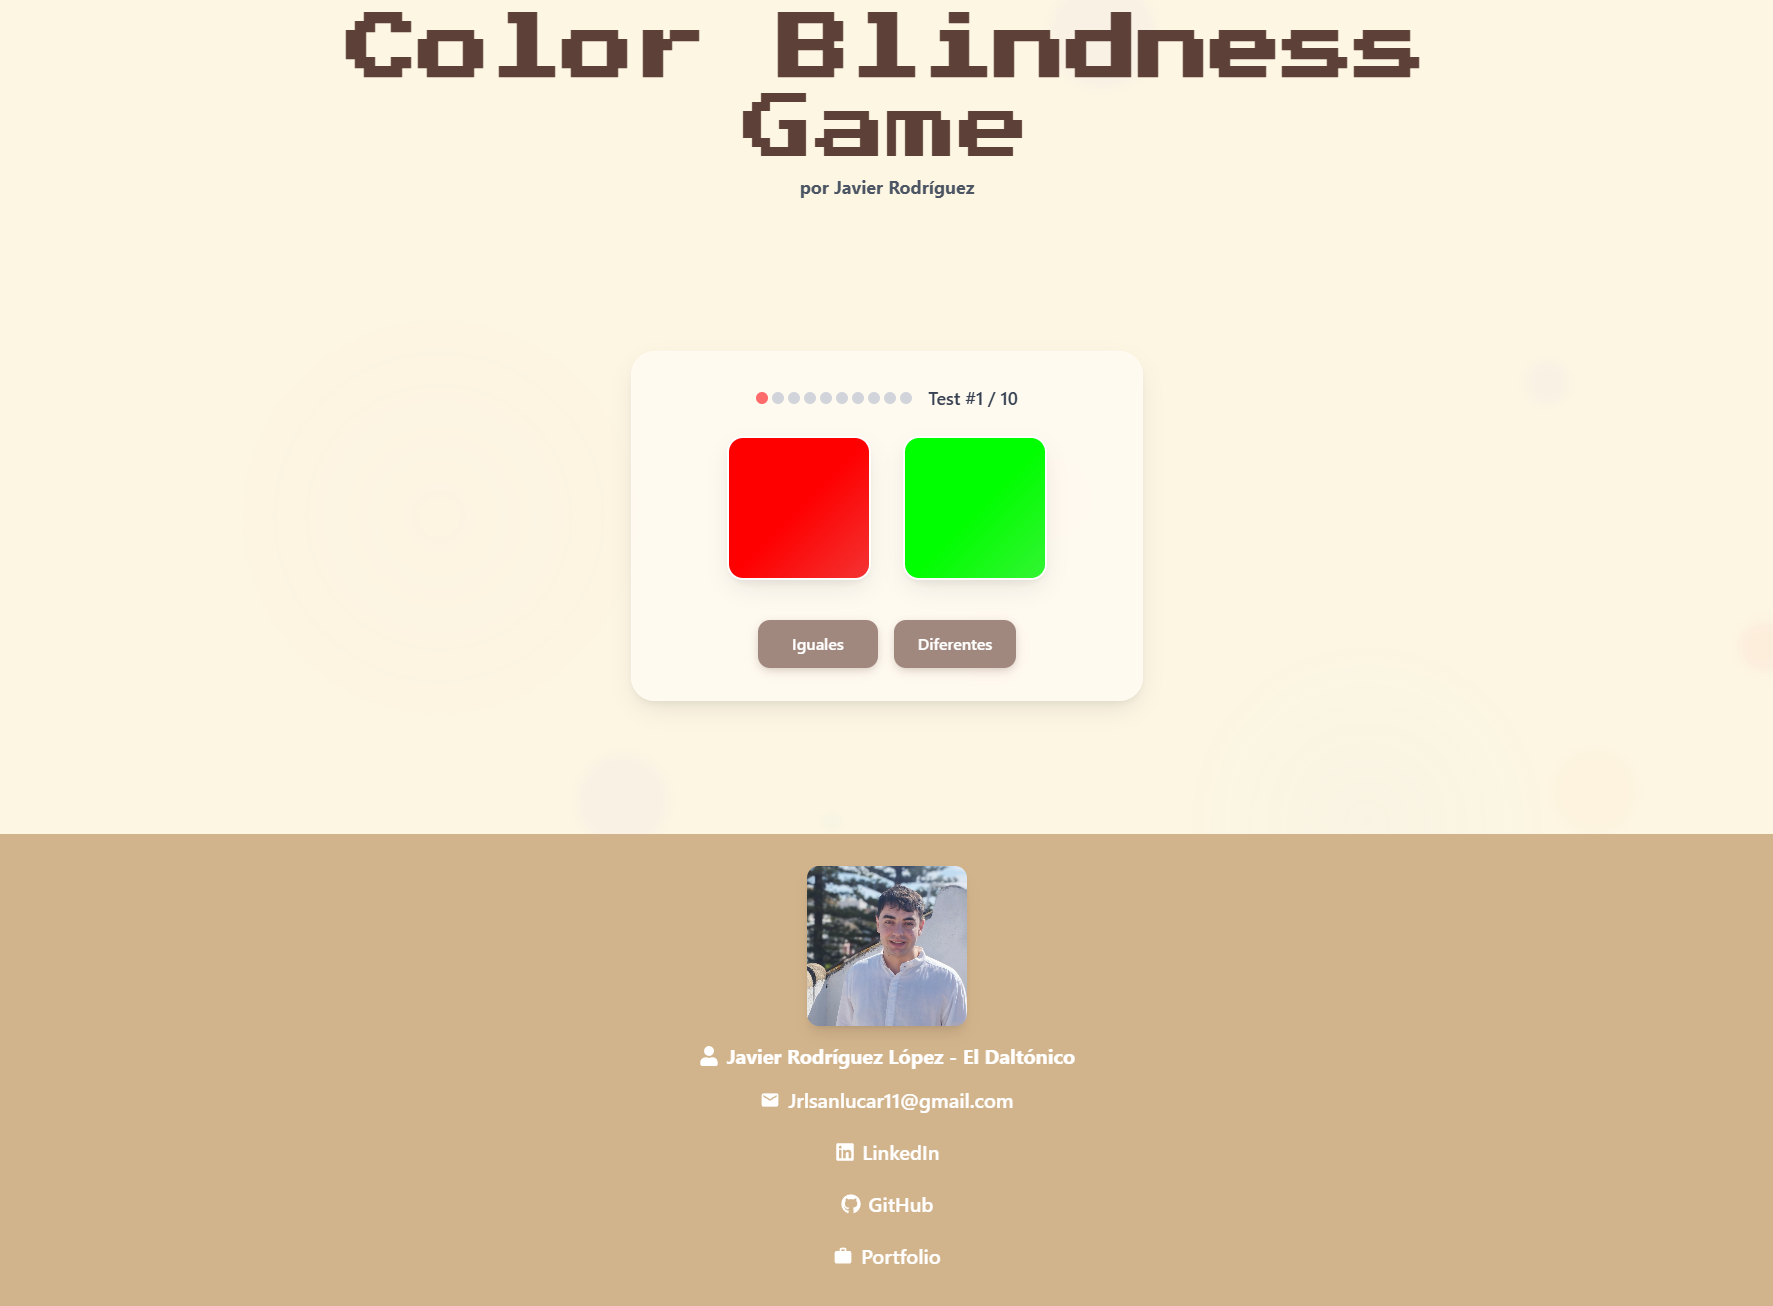 Color Blindness
Game
por Javier Rodríguez
Test #1 / 10
Iguales
Diferentes
Javier Rodríguez López - El Daltónico
Jrlsanlucar11@gmail.com
LinkedIn
GitHub
Portfolio